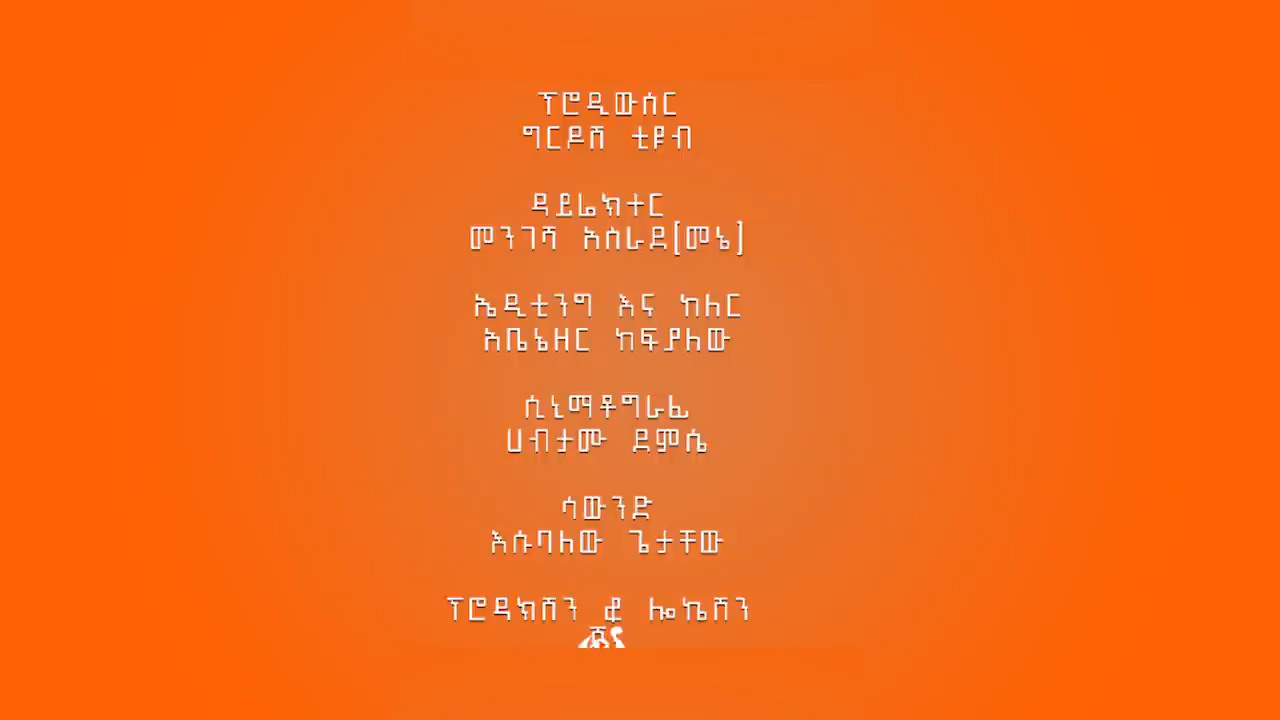 ፕሮዲውሰር
ግርዶሽ ቲዩብ
ዳይሬክተር
መንገሻ አስራደ[መኔ]
ኤዲቲንግ እና ከለር
አቤኔዘር ከፍያለው
ሲኒማቶግራፊ
ሀብታሙ ደምሴ
ሳውንድ
እሱባለው ጌታቸው
ፕሮዳክሽን ሎኬሽን